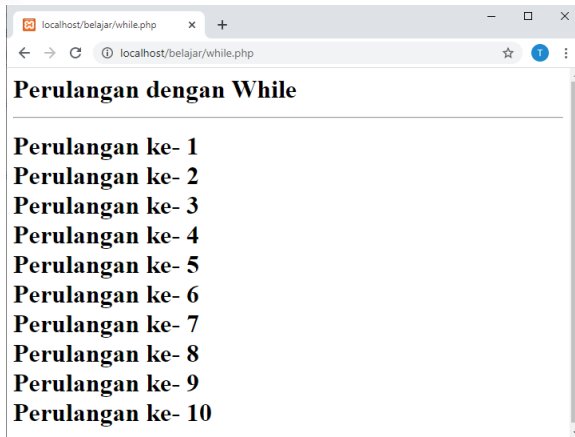 localhost/belajar/while.php
localhost/belajar/while.php
T
Perulangan dengan While
Perulangan ke- 1
Perulangan ke- 2
Perulangan ke- 3
Perulangan ke- 4
Perulangan ke- 5
Perulangan ke- 6
Perulangan ke- 7
Perulangan ke- 8
Perulangan ke- 9
Perulangan ke- 10